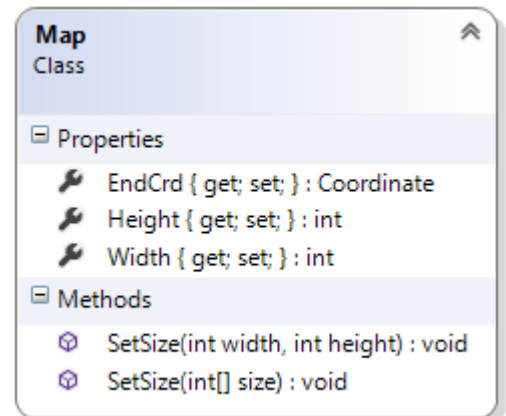 Map
Class
Properties
EndCrd { get; set; } : Coordinate
Height { get; set; } : int
Width { get; set; } : int
Methods
SetSize(int width, int height) : void
SetSize(int[] size) : void